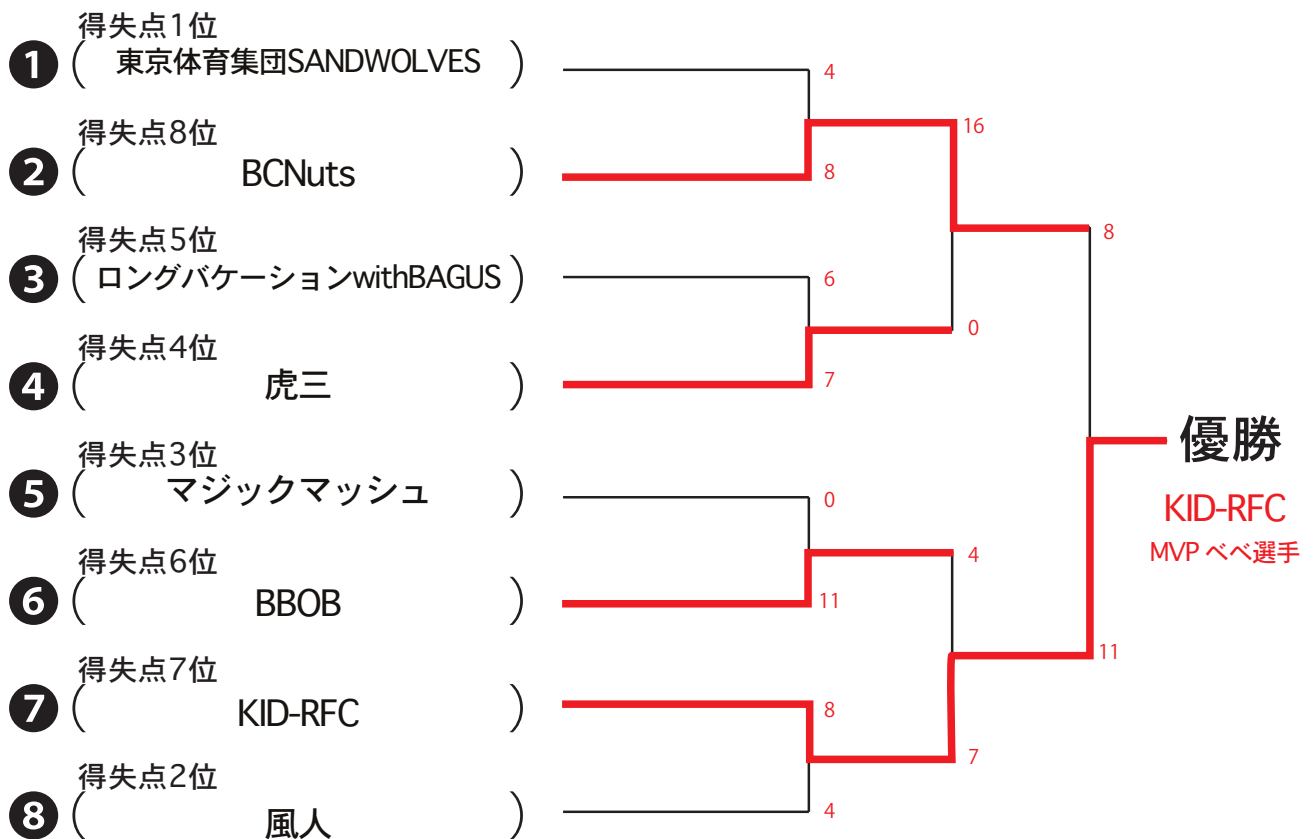 得失点1位
❶ ( 東京体育集団SANDWOLVES )
4
得失点8位
❷ ( BCNuts )
8
16
得失点5位
❸ ( ロングバケーションwithBAGUS )
6
8
得失点4位
❹ ( 虎三 )
7
0
得失点3位
❺ ( マジックマッシュ )
0
優勝
KID-RFC
MVP べべ選手
得失点6位
❻ ( BBOB )
11
4
得失点7位
❼ ( KID-RFC )
8
11
得失点2位
❽ ( 風人 )
4
7